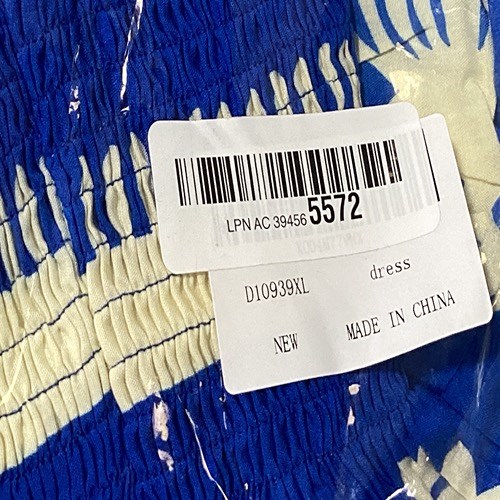 LPN AC 39456 5572
D10939XL dress
NEW MADE IN CHINA